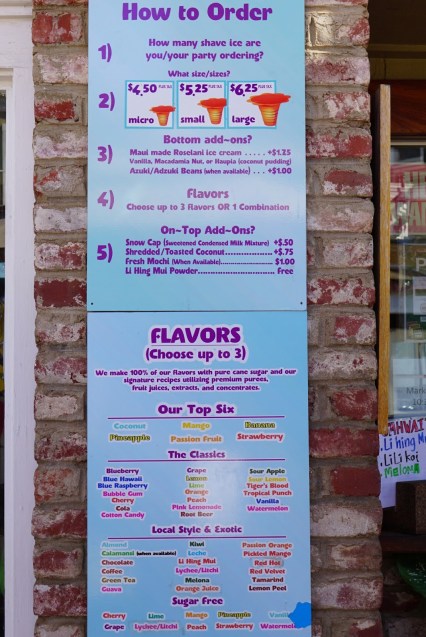 How to Order
1) How many shave ice are
you/your party ordering?
What size/sizes?
2) $4.50 PLUS TAX $5.25 PLUS TAX $6.25 PLUS TAX
micro small large
Bottom add-ons?
3) Maui made Roselani ice cream . . . . . +$1.25
Vanilla, Macadamia Nut, or Haupia (coconut pudding)
Azuki/Adzuki Beans (when available) . . . +$1.00
4) Flavors
Choose up to 3 Flavors OR 1 Combination
On-Top Add-Ons?
5) Snow Cap (Sweetened Condensed Milk Mixture) +$.50
Shredded/Toasted Coconut.................. +$.75
Fresh Mochi (When Available)...................... $1.00
Li Hing Mui Powder.............................. Free
FLAVORS
(Choose up to 3)
We make 100% of our flavors with pure cane sugar and our
signature recipes utilizing premium purees,
fruit juices, extracts, and concentrates.
Our Top Six
Coconut Mango Banana
Pineapple Passion Fruit Strawberry
The Classics
Blueberry Grape Sour Apple
Blue Hawaii Lemon Sour Lemon
Blue Raspberry Lime Tiger's Blood
Bubble Gum Orange Tropical Punch
Cherry Peach Vanilla
Cola Pink Lemonade Watermelon
Cotton Candy Root Beer
Local Style & Exotic
Almond Kiwi Passion Orange
Calamansi (when available) Leche Pickled Mango
Chocolate Li Hing Mui Red Hot
Coffee Lychee/Litchi Red Velvet
Green Tea Melona Tamarind
Guava Orange Juice Lemon Peel
Sugar Free
Cherry Lime Mango Pineapple Vanilla
Grape Lychee/Litchi Peach Strawberry Watermelon
Li hing
Lilikoi
Melona